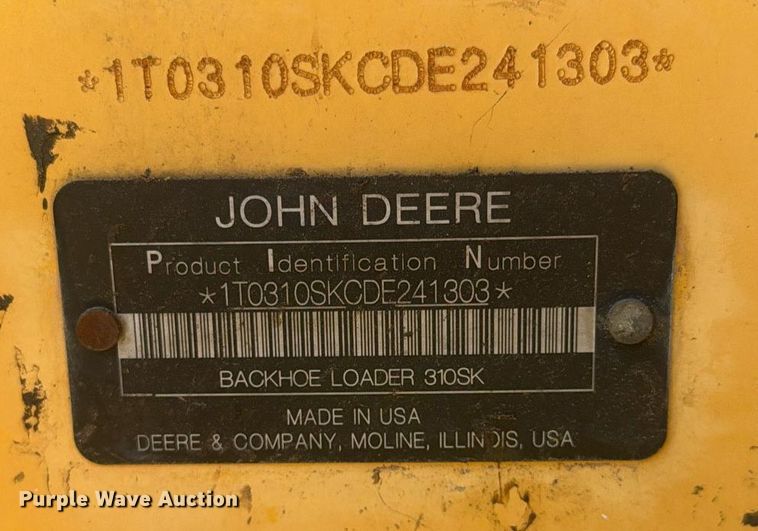 *1T0310SKCDE241303*
JOHN DEERE
Product Identification Number
*1T0310SKCDE241303*
BACKHOE LOADER 310SK
MADE IN USA
DEERE & COMPANY, MOLINE, ILLINOIS, USA
Purple Wave Auction